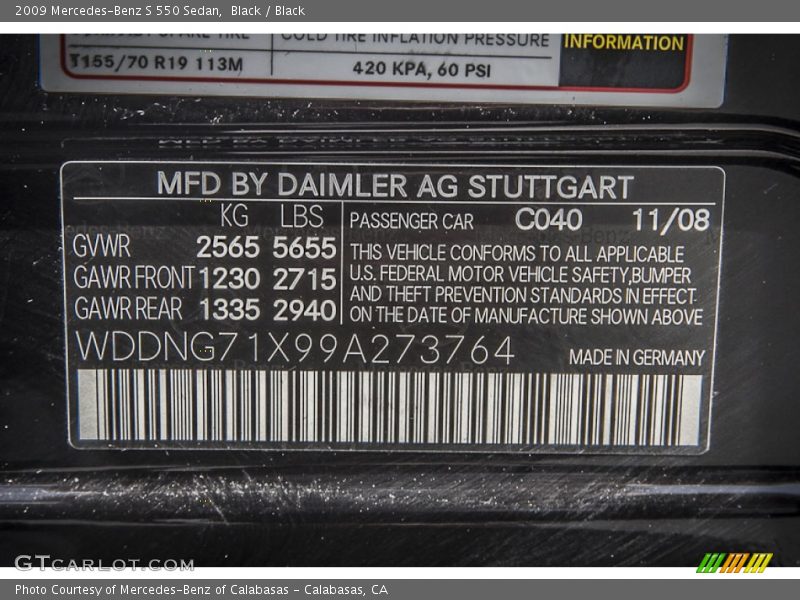 2009 Mercedes-Benz S 550 Sedan, Black / Black
COLD TIRE INFLATION PRESSURE
INFORMATION
T155/70 R19 113M
420 KPA, 60 PSI
MFD BY DAIMLER AG STUTTGART
KG LBS
GVWR 2565 5655
GAWR FRONT 1230 2715
GAWR REAR 1335 2940
PASSENGER CAR C040 11/08
THIS VEHICLE CONFORMS TO ALL APPLICABLE
U.S. FEDERAL MOTOR VEHICLE SAFETY,BUMPER
AND THEFT PREVENTION STANDARDS IN EFFECT
ON THE DATE OF MANUFACTURE SHOWN ABOVE
WDDNG71X99A273764
MADE IN GERMANY
GTCARLOT.COM
Photo Courtesy of Mercedes-Benz of Calabasas - Calabasas, CA